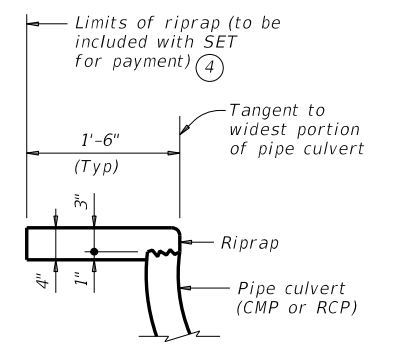 Limits of riprap (to be
included with SET
for payment) 4
Tangent to
widest portion
of pipe culvert
1'-6"
(Typ)
3"
4"
1"
Riprap
Pipe culvert
(CMP or RCP)